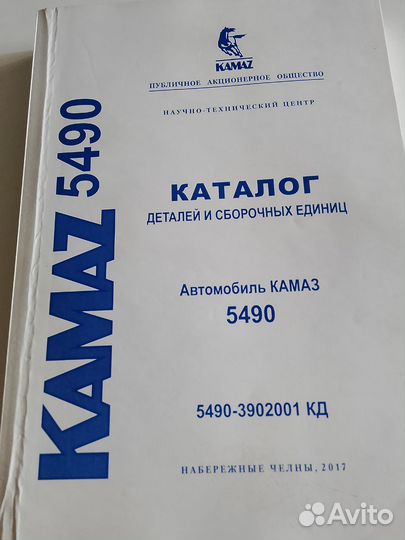 KAMAZ
ПУБЛИЧНОЕ АКЦИОНЕРНОЕ ОБЩЕСТВО
НАУЧНО-ТЕХНИЧЕСКИЙ ЦЕНТР
КАТАЛОГ
ДЕТАЛЕЙ И СБОРОЧНЫХ ЕДИНИЦ
Автомобиль КАМАЗ
5490
5490-3902001 КД
НАБЕРЕЖНЫЕ ЧЕЛНЫ, 2017
KAMAZ 5490
Avito